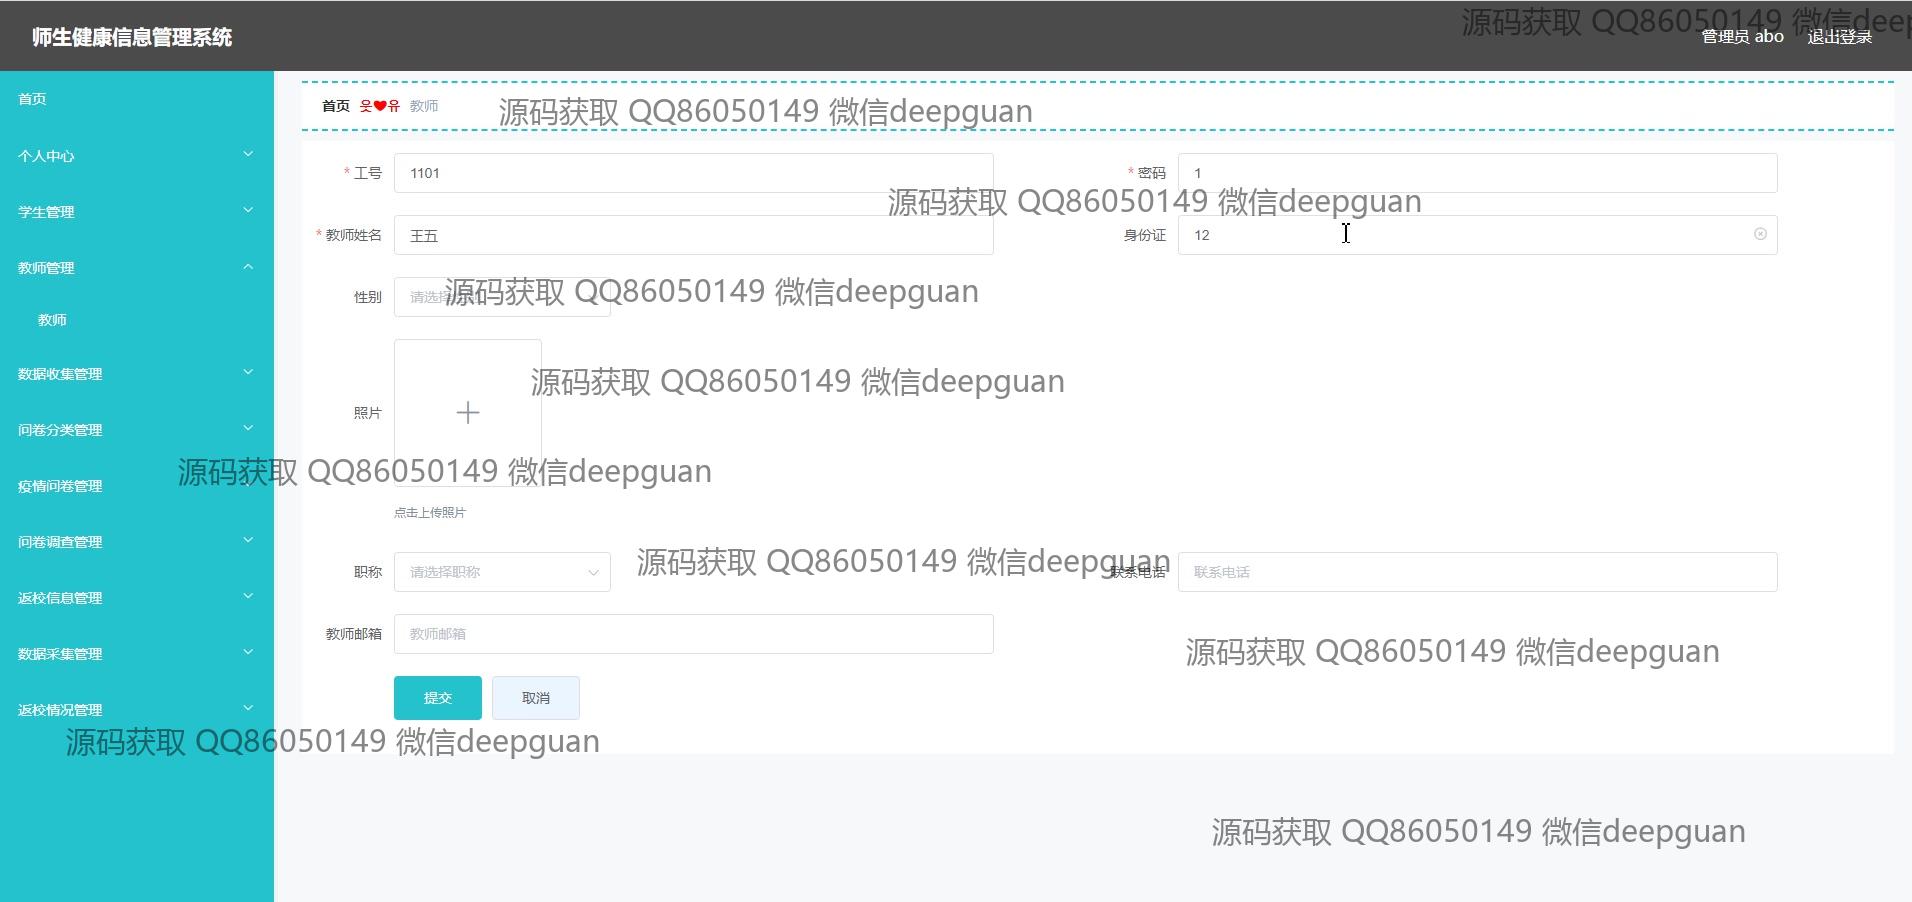 师生健康信息管理系统
源码获取 QQ86050149 微信deep
管理员 abo 退出登录
首页
个人中心
学生管理
教师管理
教师
数据收集管理
问卷分类管理
疫情问卷管理
问卷调查管理
返校信息管理
数据采集管理
返校情况管理
首页 웃❤유 教师
源码获取 QQ86050149 微信deepguan
* 工号 1101
* 密码 1
源码获取 QQ86050149 微信deepguan
* 教师姓名 王五
身份证 12
性别 请选择
源码获取 QQ86050149 微信deepguan
源码获取 QQ86050149 微信deepguan
照片
源码获取 QQ86050149 微信deepguan
点击上传照片
职称 请选择职称
源码获取 QQ86050149 微信deepguan
联系电话 联系电话
教师邮箱 教师邮箱
源码获取 QQ86050149 微信deepguan
提交 取消
源码获取 QQ86050149 微信deepguan
源码获取 QQ86050149 微信deepguan